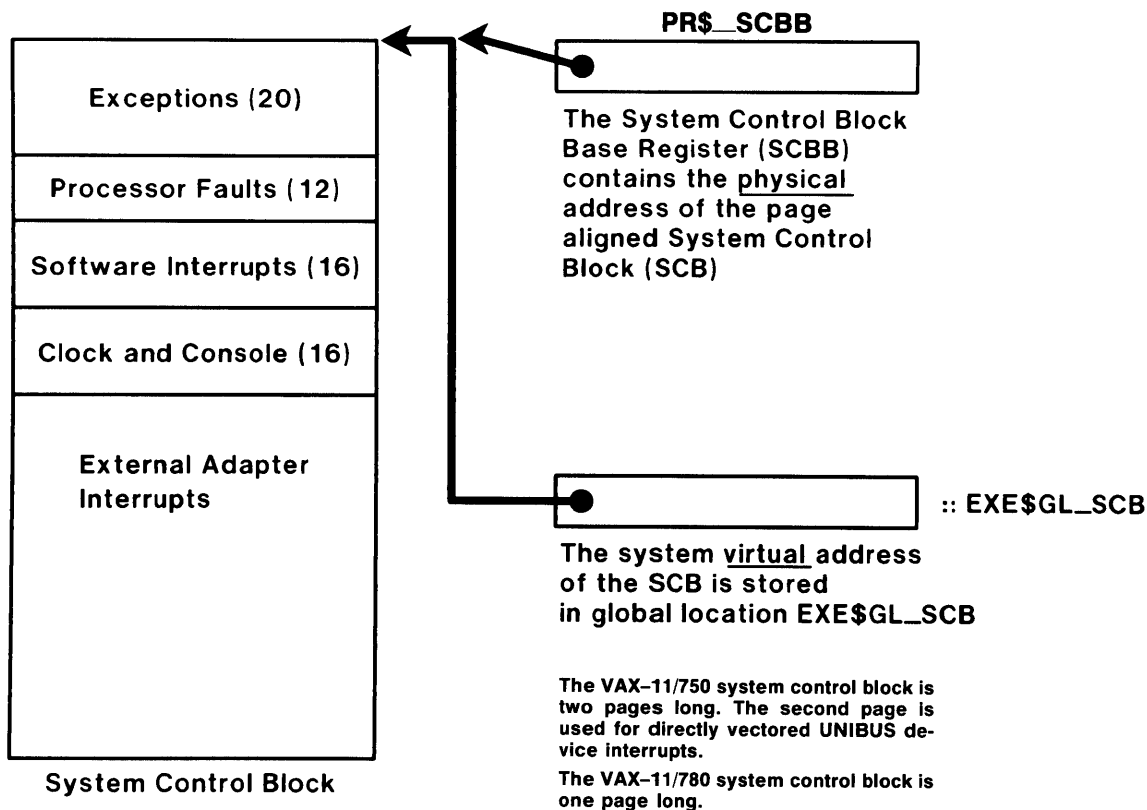 PR$_SCBB
Exceptions (20)
Processor Faults (12)
Software Interrupts (16)
Clock and Console (16)
External Adapter
Interrupts
System Control Block
The System Control Block
Base Register (SCBB)
contains the physical
address of the page
aligned System Control
Block (SCB)
:: EXE$GL_SCB
The system virtual address
of the SCB is stored
in global location EXE$GL_SCB
The VAX–11/750 system control block is
two pages long. The second page is
used for directly vectored UNIBUS de-
vice interrupts.
The VAX–11/780 system control block is
one page long.